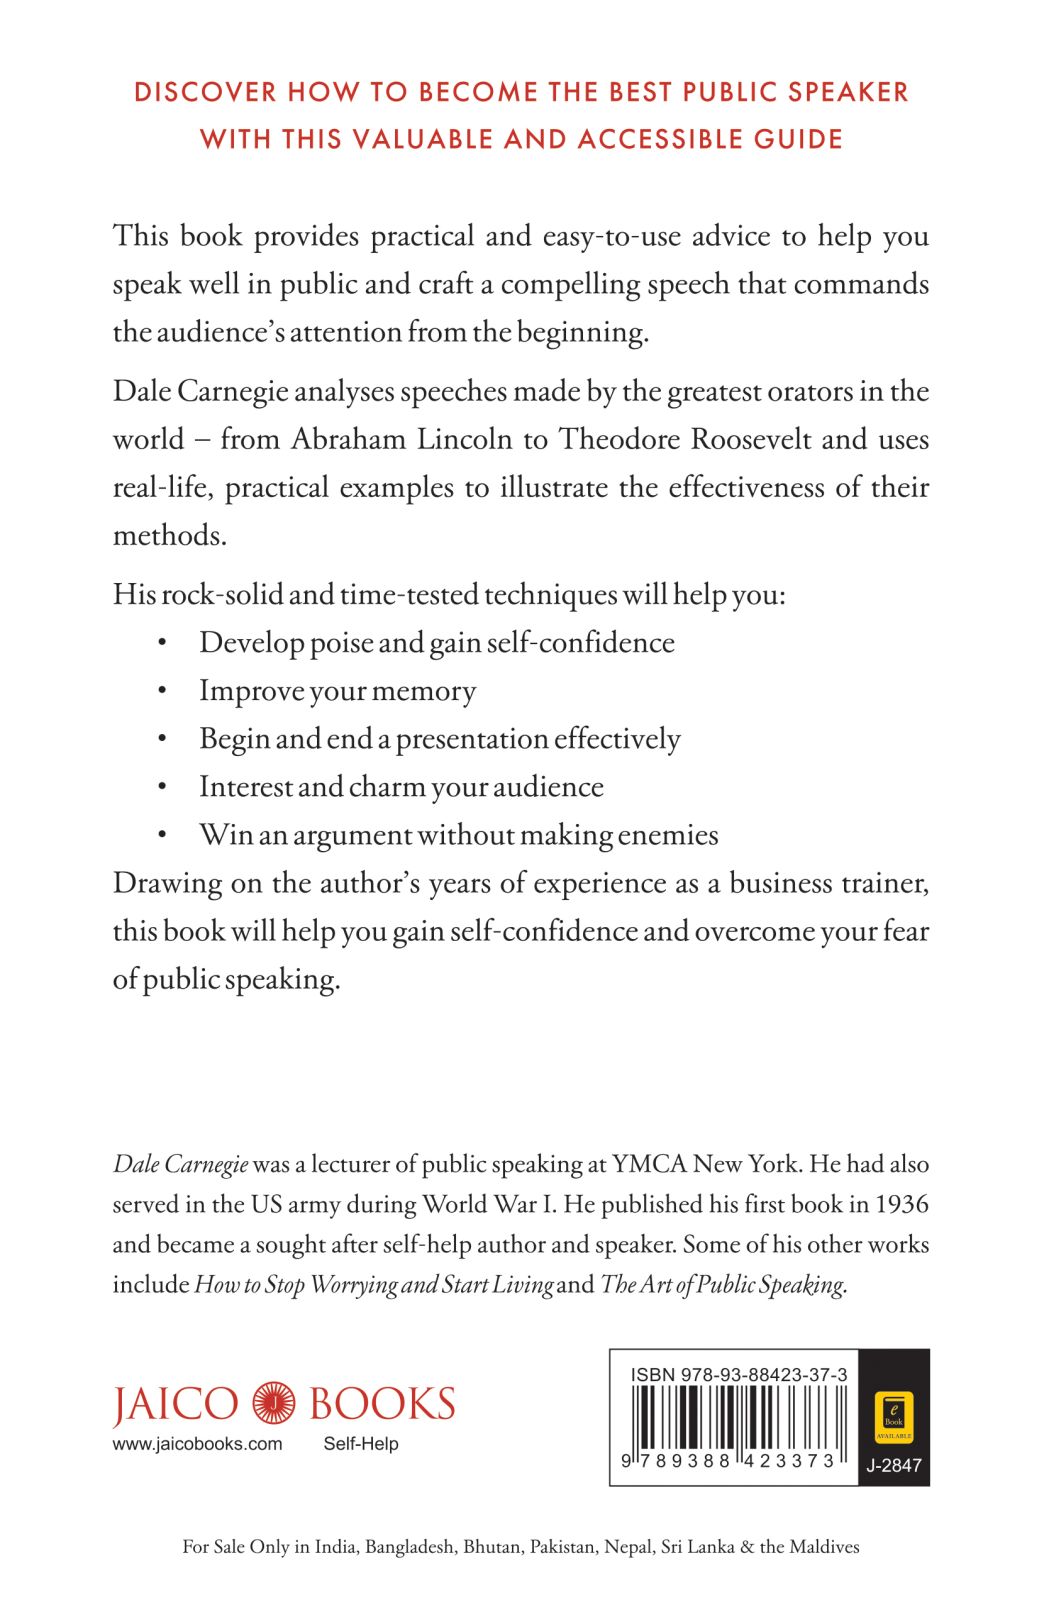 DISCOVER HOW TO BECOME THE BEST PUBLIC SPEAKER
WITH THIS VALUABLE AND ACCESSIBLE GUIDE
This book provides practical and easy-to-use advice to help you
speak well in public and craft a compelling speech that commands
the audience’s attention from the beginning.
Dale Carnegie analyses speeches made by the greatest orators in the
world – from Abraham Lincoln to Theodore Roosevelt and uses
real-life, practical examples to illustrate the effectiveness of their
methods.
His rock-solid and time-tested techniques will help you:
• Develop poise and gain self-confidence
• Improve your memory
• Begin and end a presentation effectively
• Interest and charm your audience
• Win an argument without making enemies
Drawing on the author’s years of experience as a business trainer,
this book will help you gain self-confidence and overcome your fear
of public speaking.
Dale Carnegie was a lecturer of public speaking at YMCA New York. He had also
served in the US army during World War I. He published his first book in 1936
and became a sought after self-help author and speaker. Some of his other works
include How to Stop Worrying and Start Living and The Art of Public Speaking.
JAICO J BOOKS
www.jaicobooks.com Self-Help
ISBN 978-93-88423-37-3
9 789388 423373
e
Book
AVAILABLE
J-2847
For Sale Only in India, Bangladesh, Bhutan, Pakistan, Nepal, Sri Lanka & the Maldives